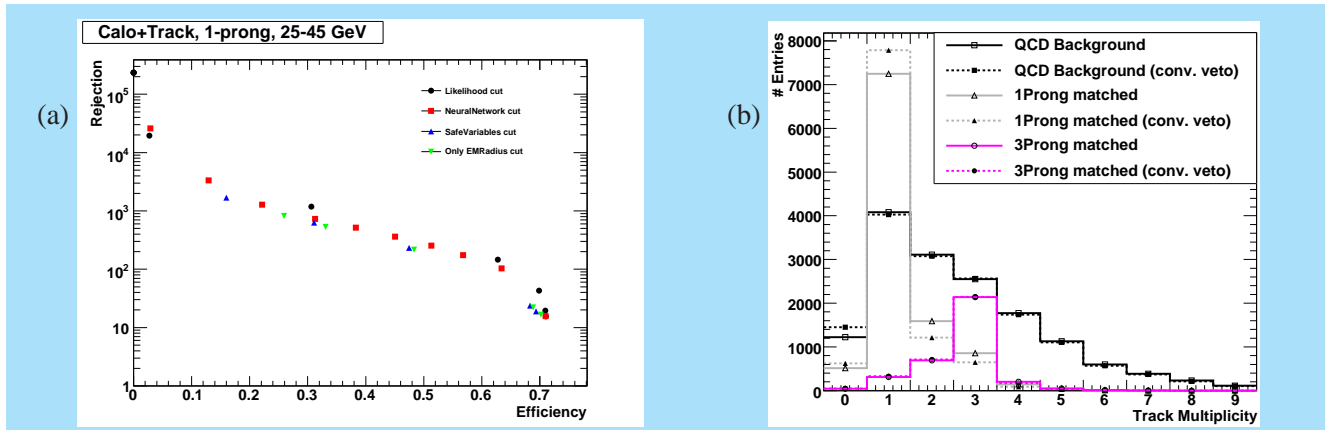 (a)
Calo+Track, 1-prong, 25-45 GeV
Rejection
10^5
10^4
10^3
10^2
10
1
Likelihood cut
NeuralNetwork cut
SafeVariables cut
Only EMRadius cut
0 0.1 0.2 0.3 0.4 0.5 0.6 0.7
Efficiency
(b)
# Entries
8000
7000
6000
5000
4000
3000
2000
1000
0
QCD Background
QCD Background (conv. veto)
1Prong matched
1Prong matched (conv. veto)
3Prong matched
3Prong matched (conv. veto)
0 1 2 3 4 5 6 7 8 9
Track Multiplicity